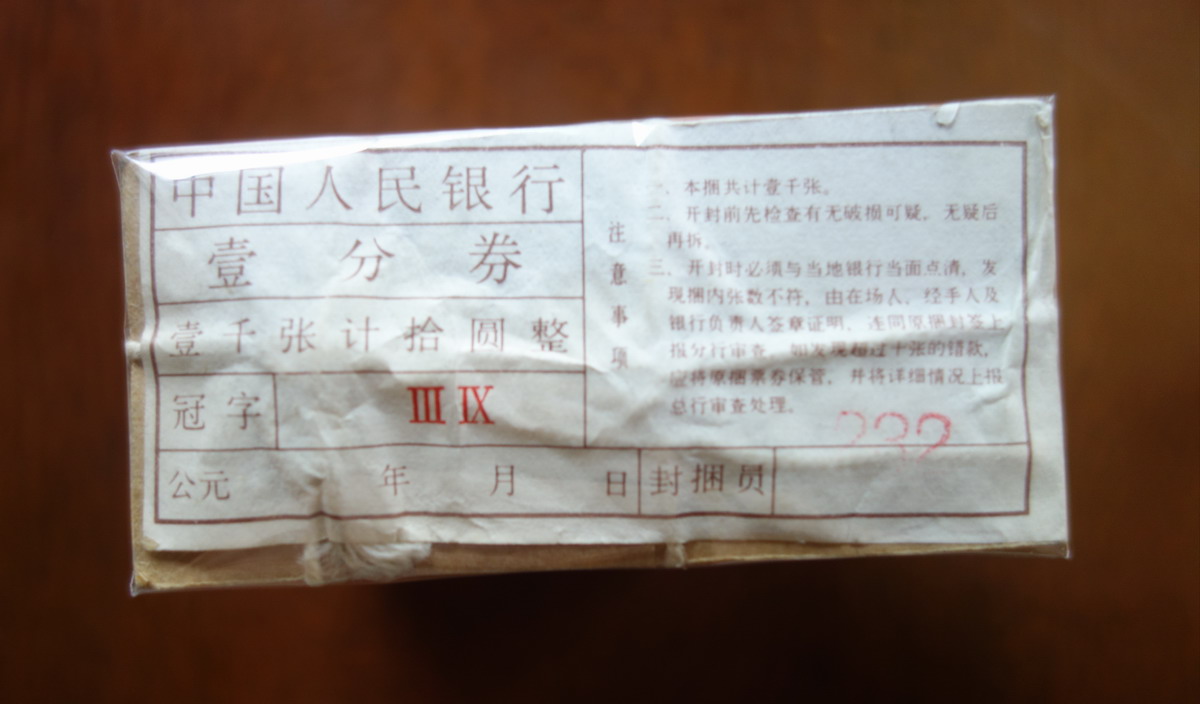 中国人民银行
壹分券
壹千张计拾圆整
冠字 III IX
注意事项
一、本捆共计壹千张。
二、开封前先检查有无破损可疑，无疑后
再拆。
三、开封时必须与当地银行当面点清，发
现捆内张数不符，由在场人、经手人及
银行负责人签章证明，连同原捆封签上
报分行审查，如发现超过十张的错款，
应将原捆票券保管，并将详细情况上报
总行审查处理。
232
公元 年 月 日 封捆员